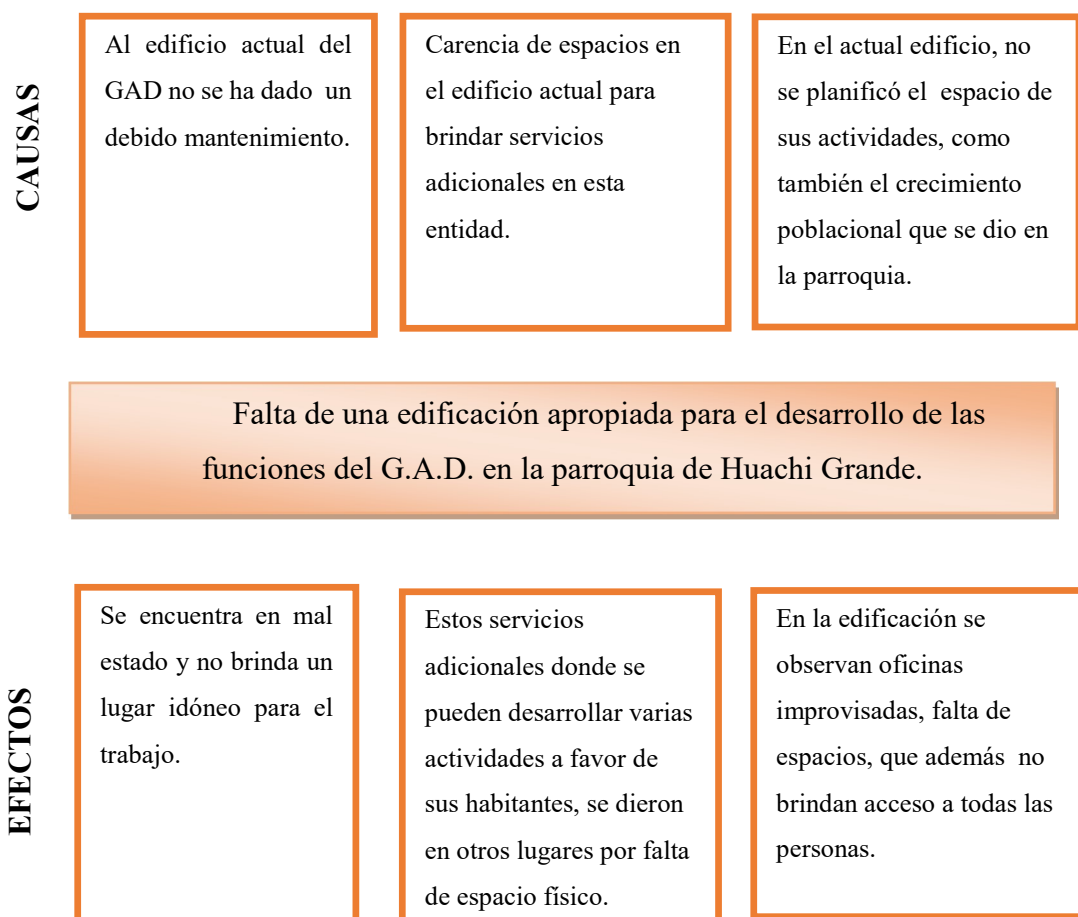 CAUSAS
Al edificio actual del
GAD no se ha dado un
debido mantenimiento.
Carencia de espacios en
el edificio actual para
brindar servicios
adicionales en esta
entidad.
En el actual edificio, no
se planificó el espacio de
sus actividades, como
también el crecimiento
poblacional que se dio en
la parroquia.
Falta de una edificación apropiada para el desarrollo de las
funciones del G.A.D. en la parroquia de Huachi Grande.
EFECTOS
Se encuentra en mal
estado y no brinda un
lugar idóneo para el
trabajo.
Estos servicios
adicionales donde se
pueden desarrollar varias
actividades a favor de
sus habitantes, se dieron
en otros lugares por falta
de espacio físico.
En la edificación se
observan oficinas
improvisadas, falta de
espacios, que además no
brindan acceso a todas las
personas.